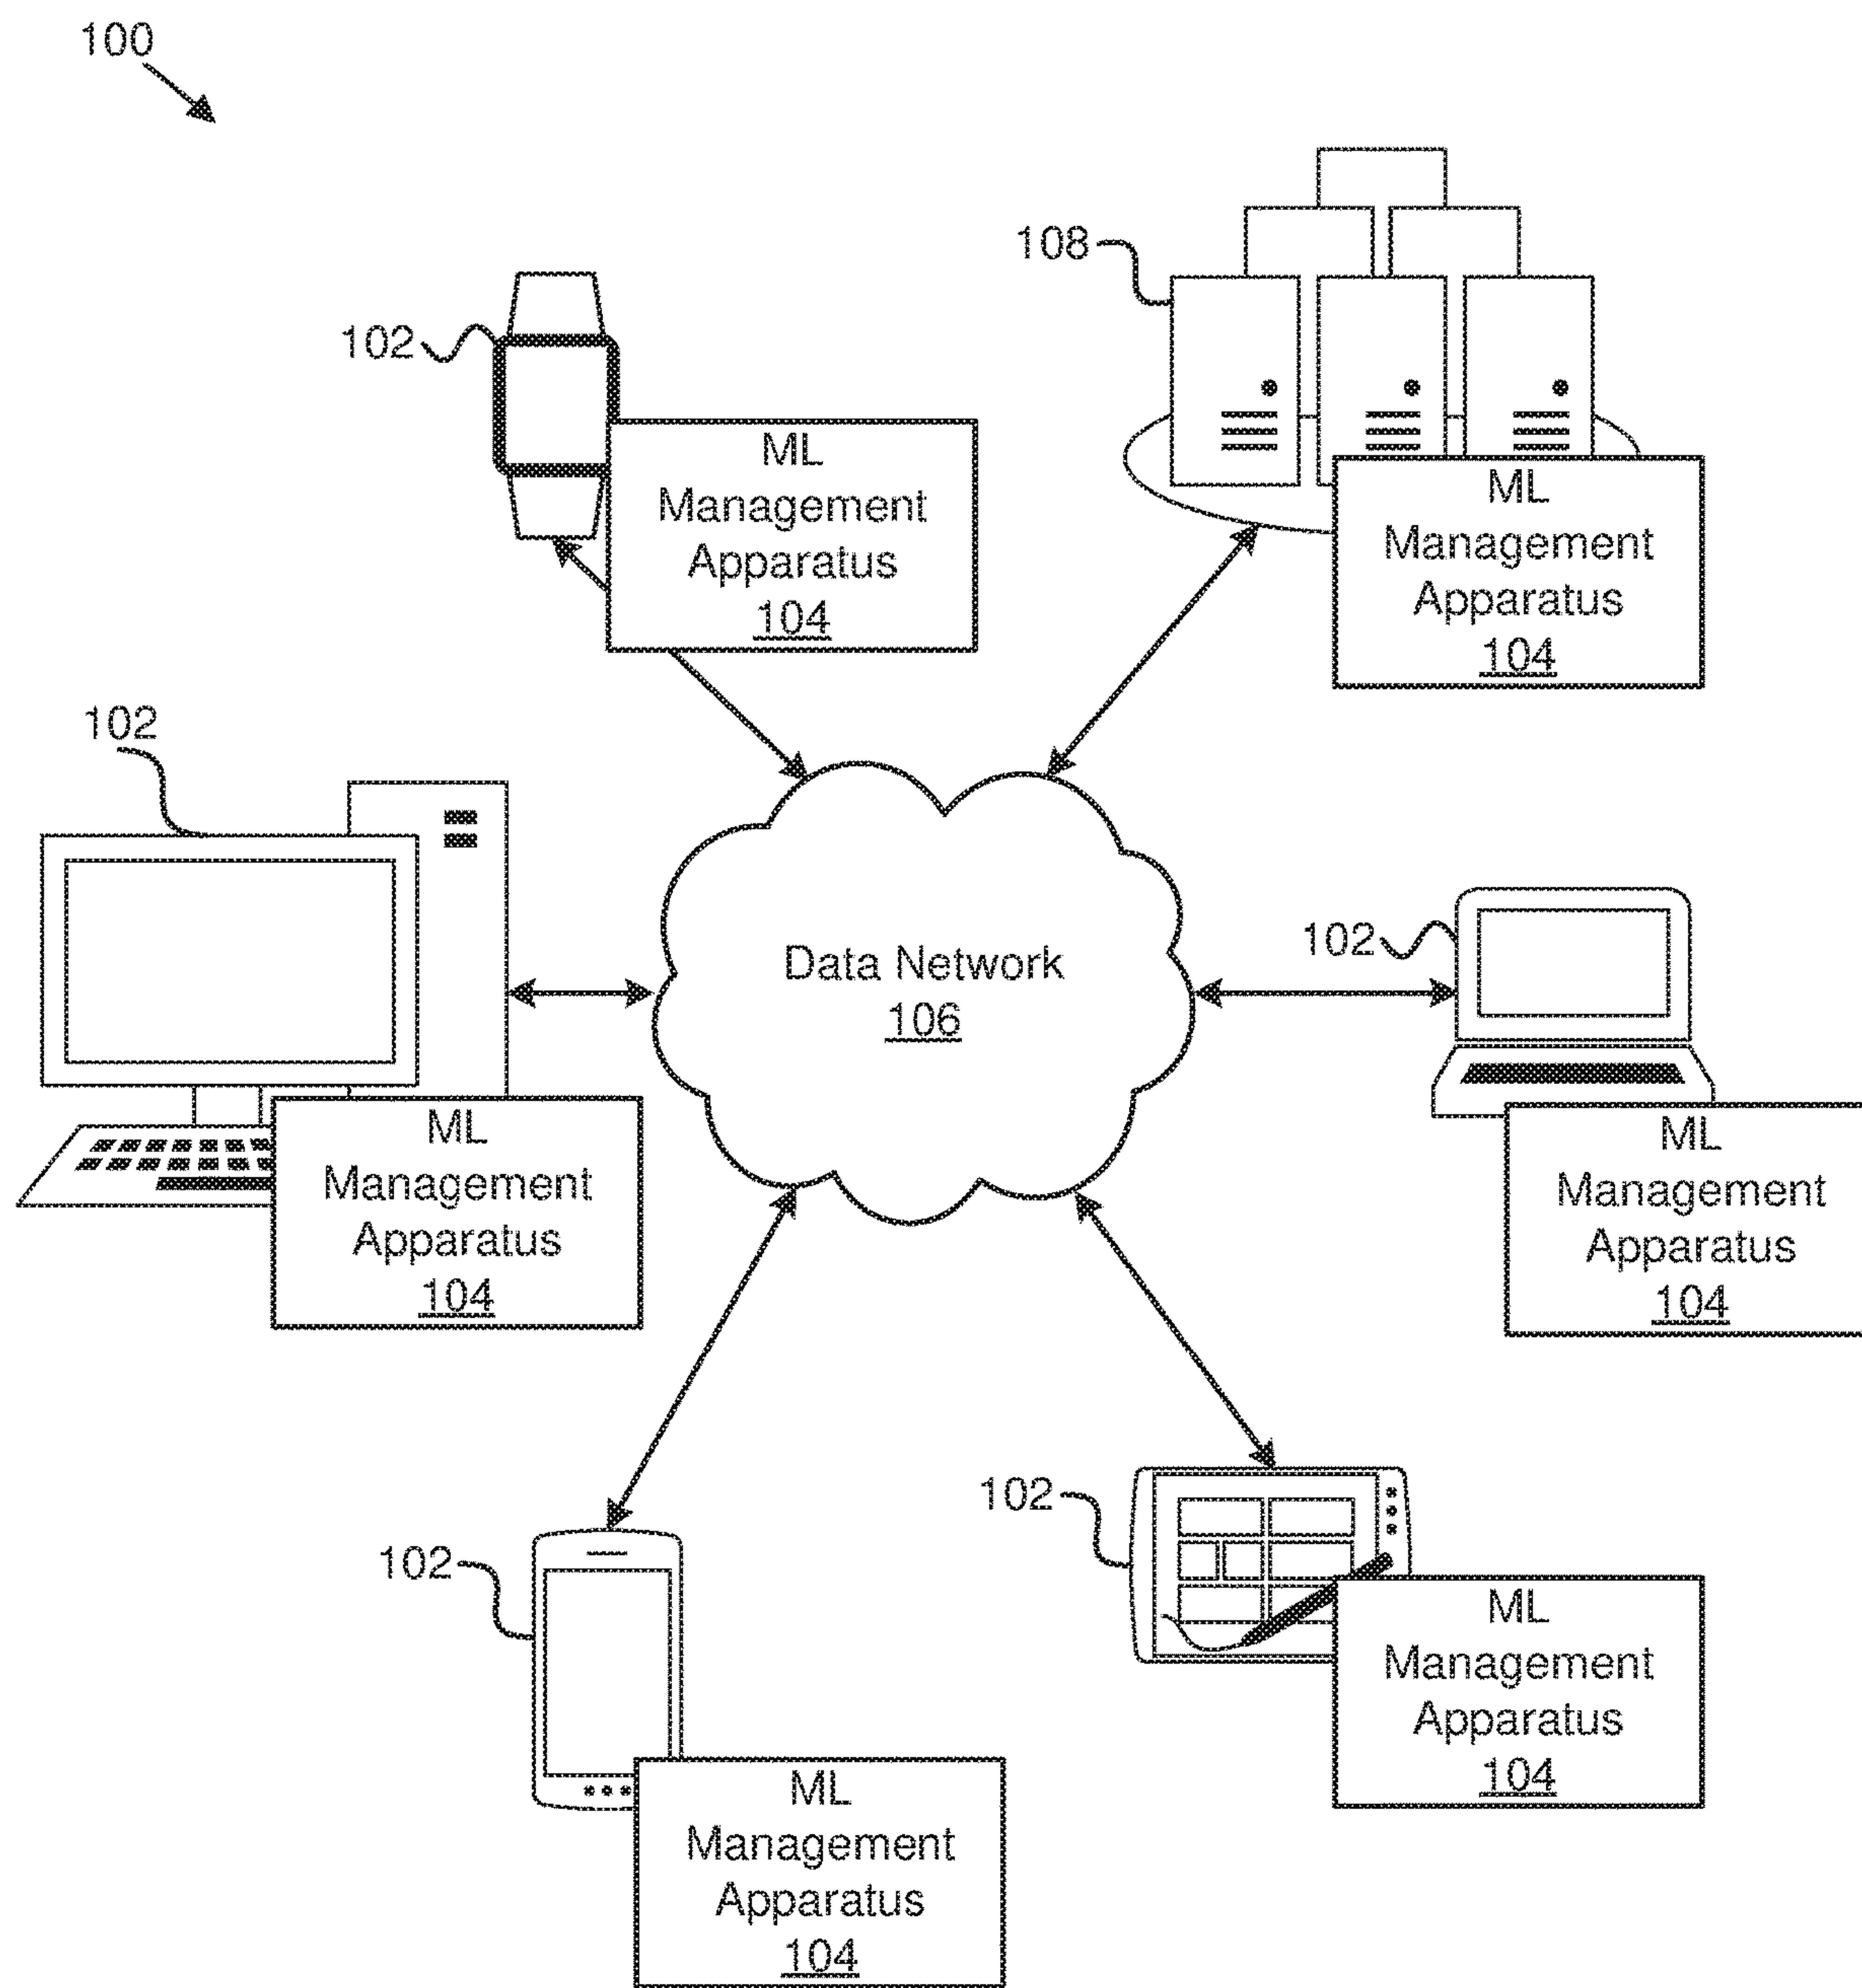 100
108
102
ML
Management
Apparatus
104
ML
Management
Apparatus
104
102
Data Network
106
102
ML
Management
Apparatus
104
ML
Management
Apparatus
104
102
102
ML
Management
Apparatus
104
ML
Management
Apparatus
104